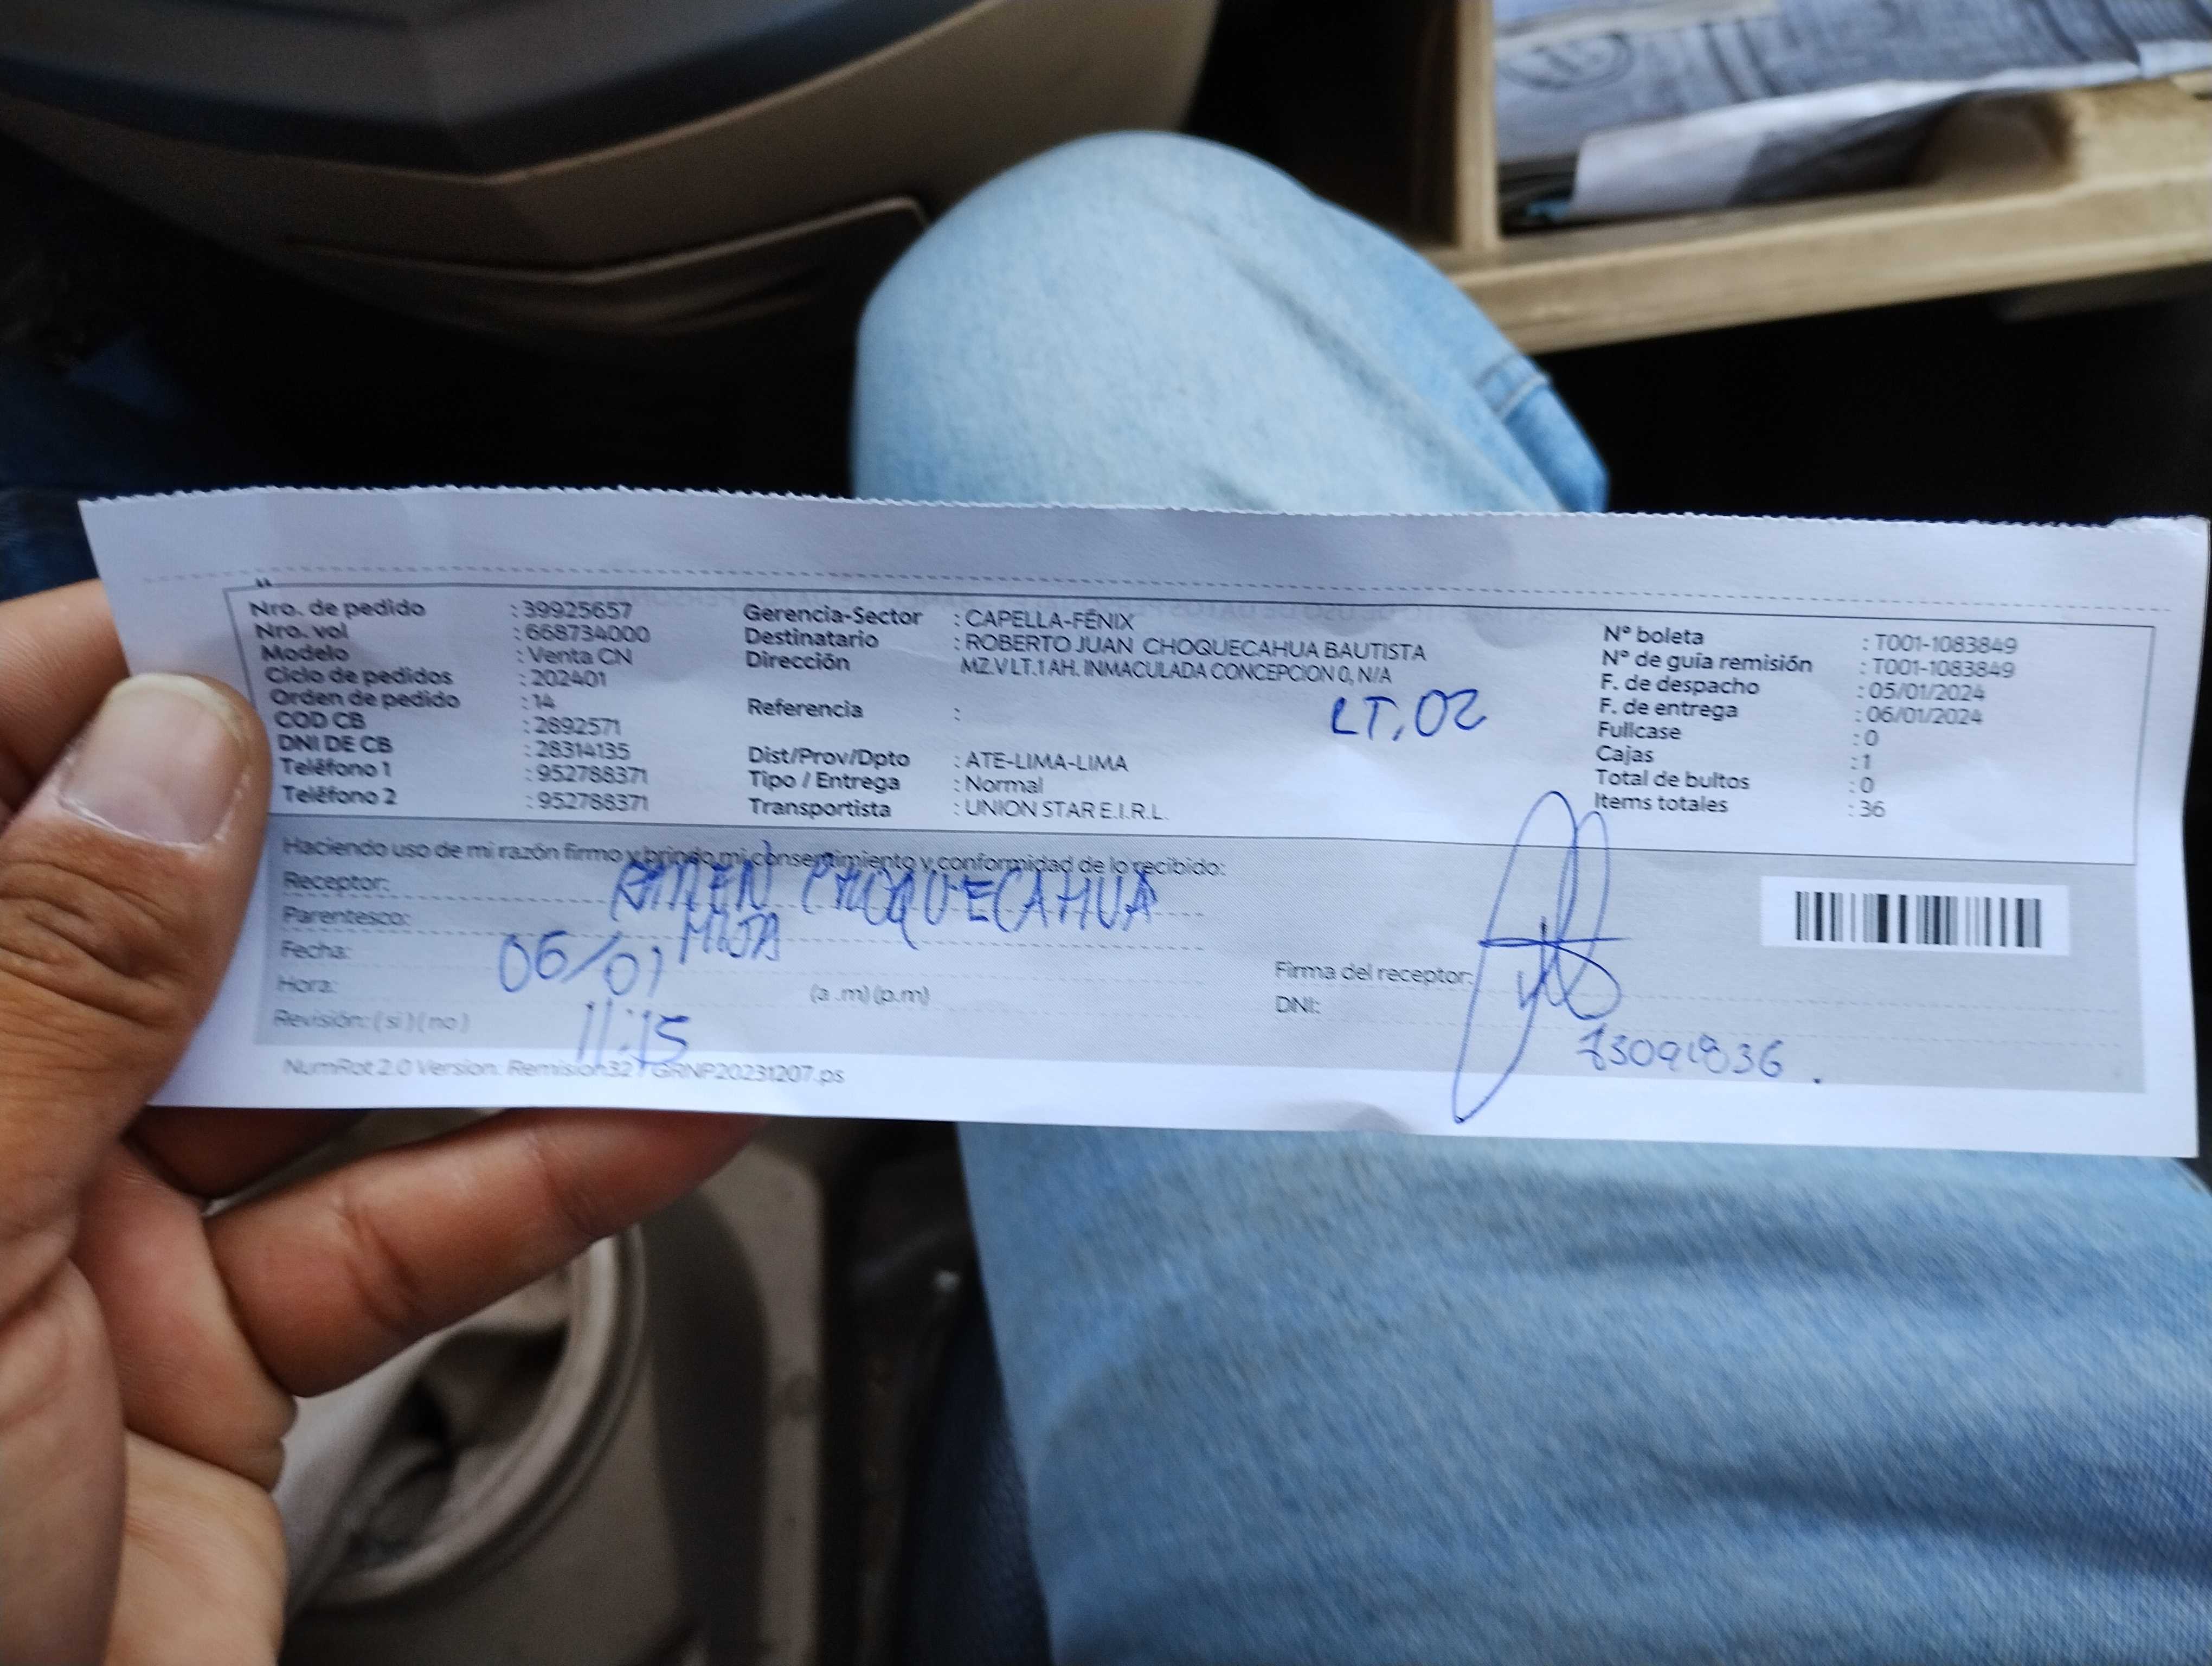 Nro. de pedido : 39925657
Nro. vol : 668734000
Modelo : Venta CN
Ciclo de pedidos : 202401
Orden de pedido : 14
COD CB : 2892571
DNI DE CB : 28314135
Teléfono 1 : 952788371
Teléfono 2 : 952788371
Gerencia-Sector : CAPELLA-FÉNIX
Destinatario : ROBERTO JUAN CHOQUECAHUA BAUTISTA
Dirección MZ.V LT.1 AH. INMACULADA CONCEPCION 0, N/A
LT, 02
Referencia :
Dist/Prov/Dpto : ATE-LIMA-LIMA
Tipo / Entrega : Normal
Transportista : UNION STAR E.I.R.L.
N° boleta : T001-1083849
N° de guía remisión : T001-1083849
F. de despacho : 05/01/2024
F. de entrega : 06/01/2024
Fullcase : 0
Cajas : 1
Total de bultos : 0
Items totales : 36
Haciendo uso de mi razón firmo y brindo mi consentimiento y conformidad de lo recibido:
Receptor: CHOQUECAHUA
Parentesco:
Fecha: 06/01
Hora: 11:15 (a .m) (p.m)
Revisión: ( si ) ( no )
Firma del receptor:
DNI:
NumRot 2.0 Version: Remision32 / GRNP20231207.ps